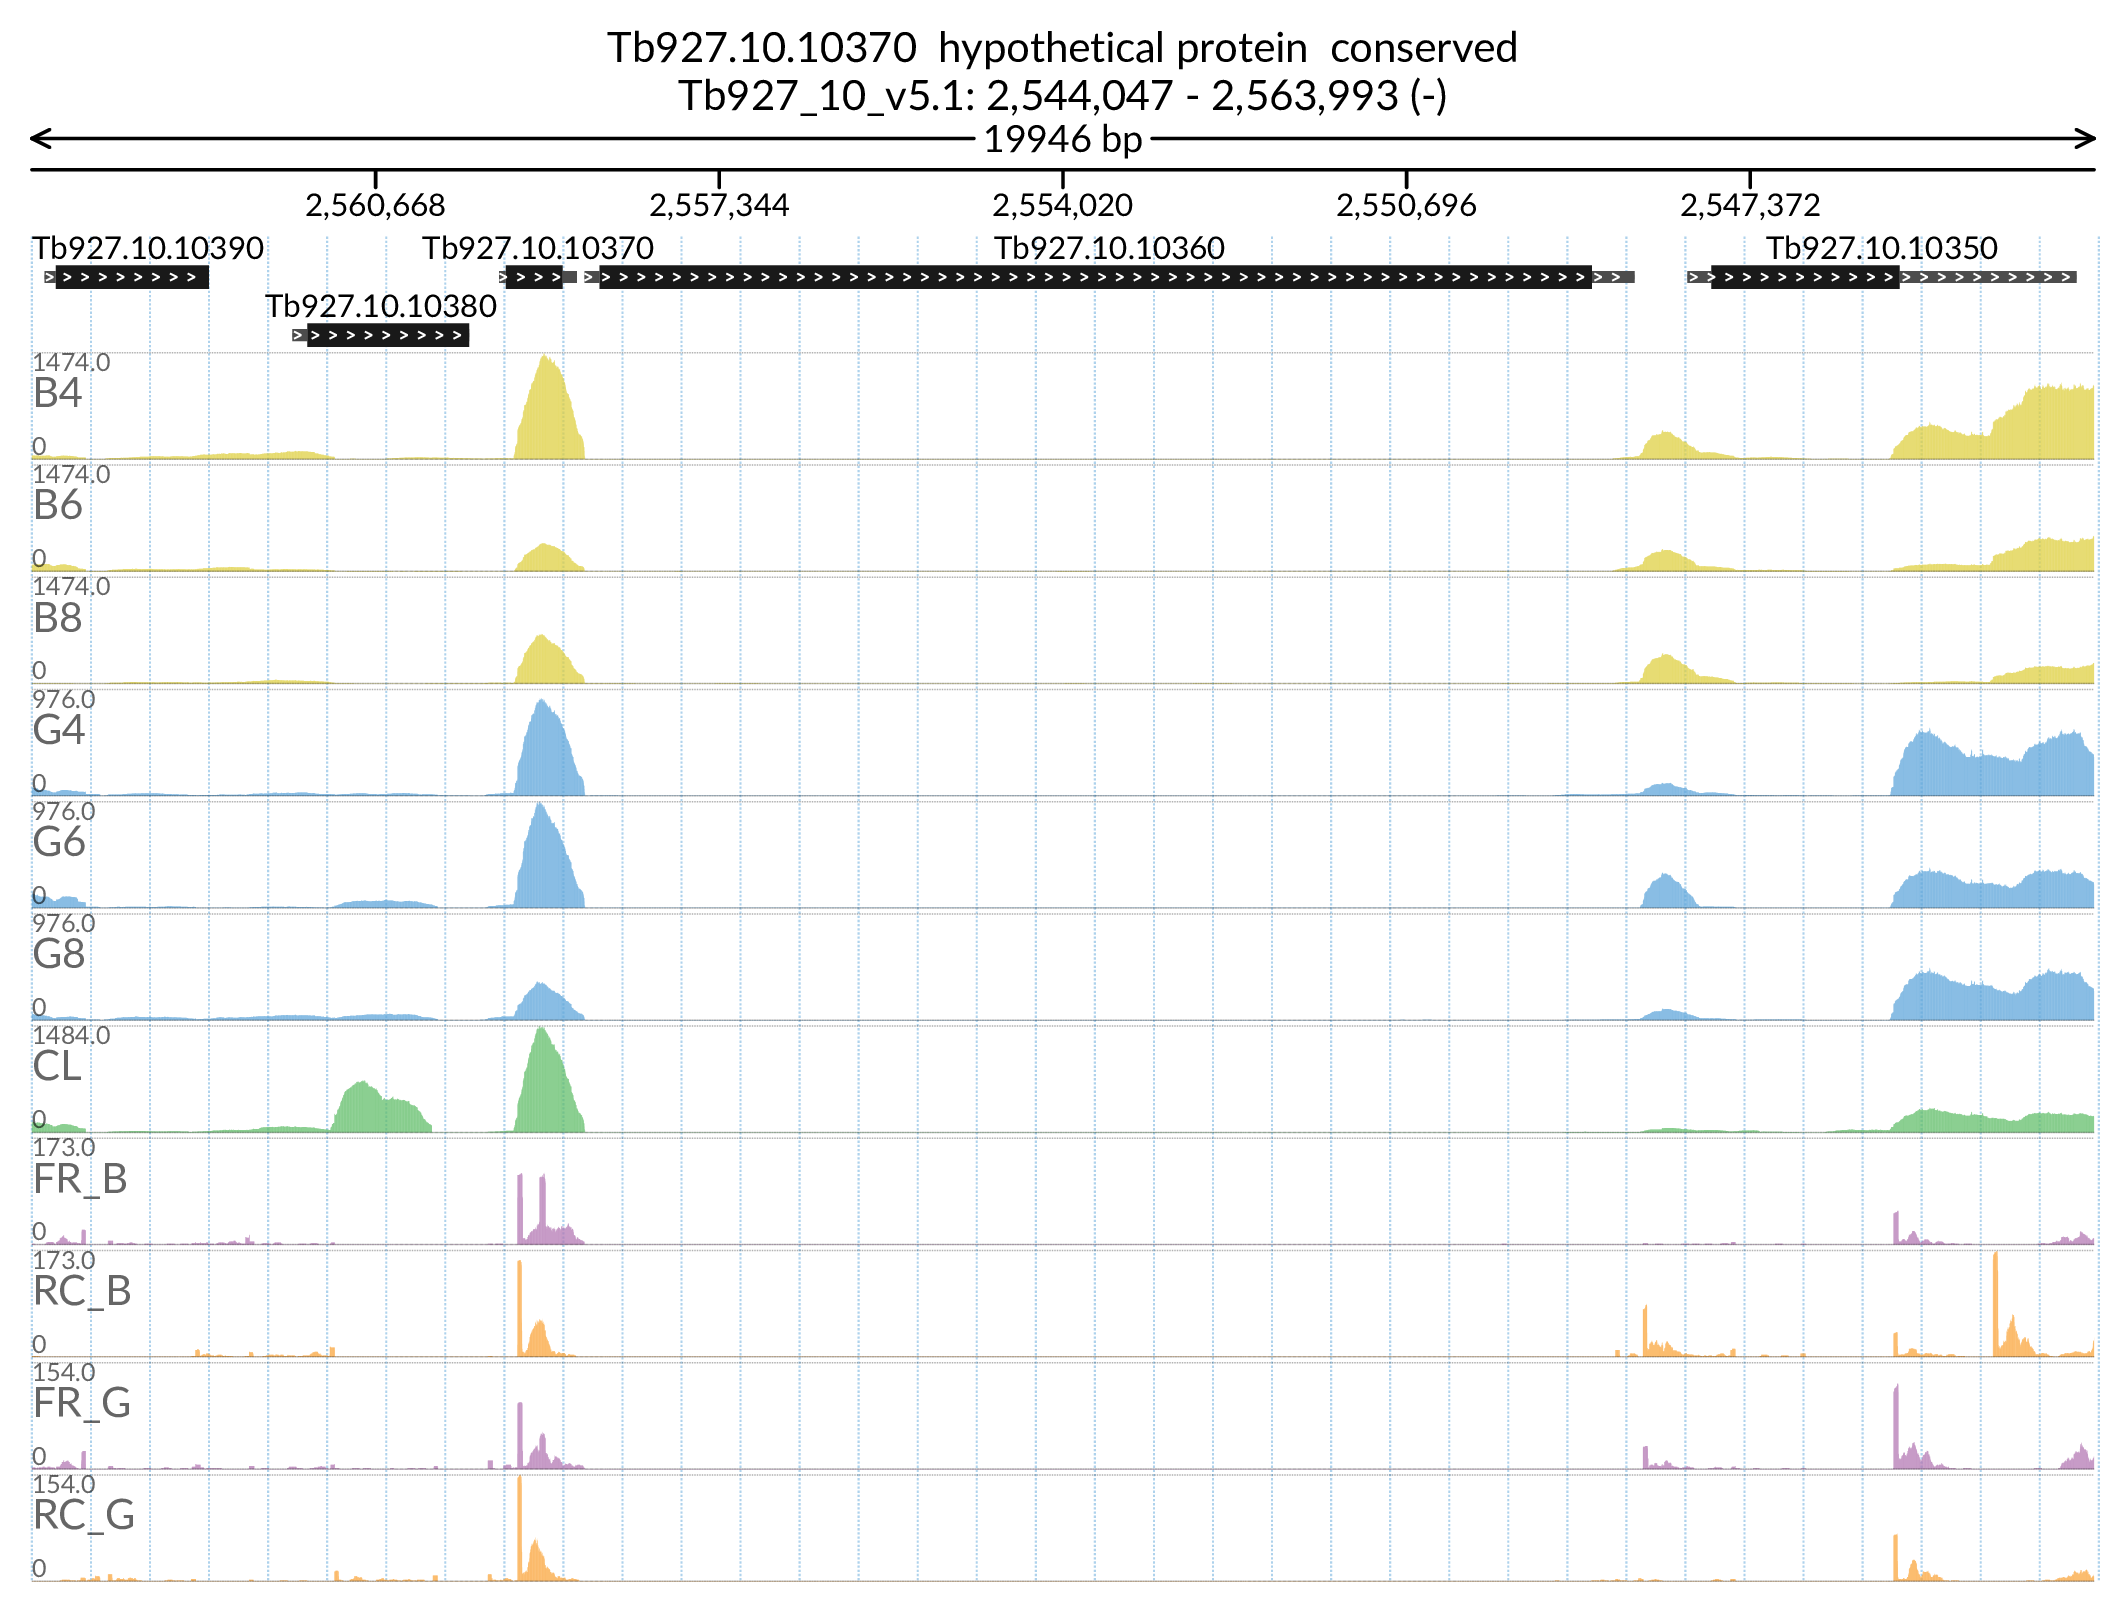 Tb927.10.10370 hypothetical protein conserved
Tb927_10_v5.1: 2,544,047 - 2,563,993 (-)
19946 bp
2,560,668 2,557,344 2,554,020 2,550,696 2,547,372
Tb927.10.10390 Tb927.10.10370 Tb927.10.10360 Tb927.10.10350
Tb927.10.10380
1474.0
B4
0
1474.0
B6
0
1474.0
B8
0
976.0
G4
0
976.0
G6
0
976.0
G8
0
1484.0
CL
0
173.0
FR_B
0
173.0
RC_B
0
154.0
FR_G
0
154.0
RC_G
0